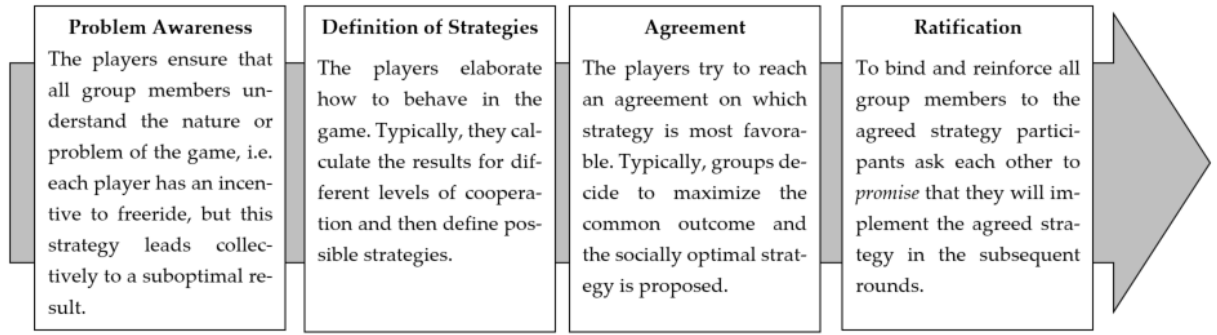 Problem Awareness
The players ensure that
all group members un-
derstand the nature or
problem of the game, i.e.
each player has an incen-
tive to freeride, but this
strategy leads collec-
tively to a suboptimal re-
sult.
Definition of Strategies
The players elaborate
how to behave in the
game. Typically, they cal-
culate the results for dif-
ferent levels of coopera-
tion and then define pos-
sible strategies.
Agreement
The players try to reach
an agreement on which
strategy is most favora-
ble. Typically, groups de-
cide to maximize the
common outcome and
the socially optimal strat-
egy is proposed.
Ratification
To bind and reinforce all
group members to the
agreed strategy partici-
pants ask each other to
promise that they will im-
plement the agreed stra-
tegy in the subsequent
rounds.